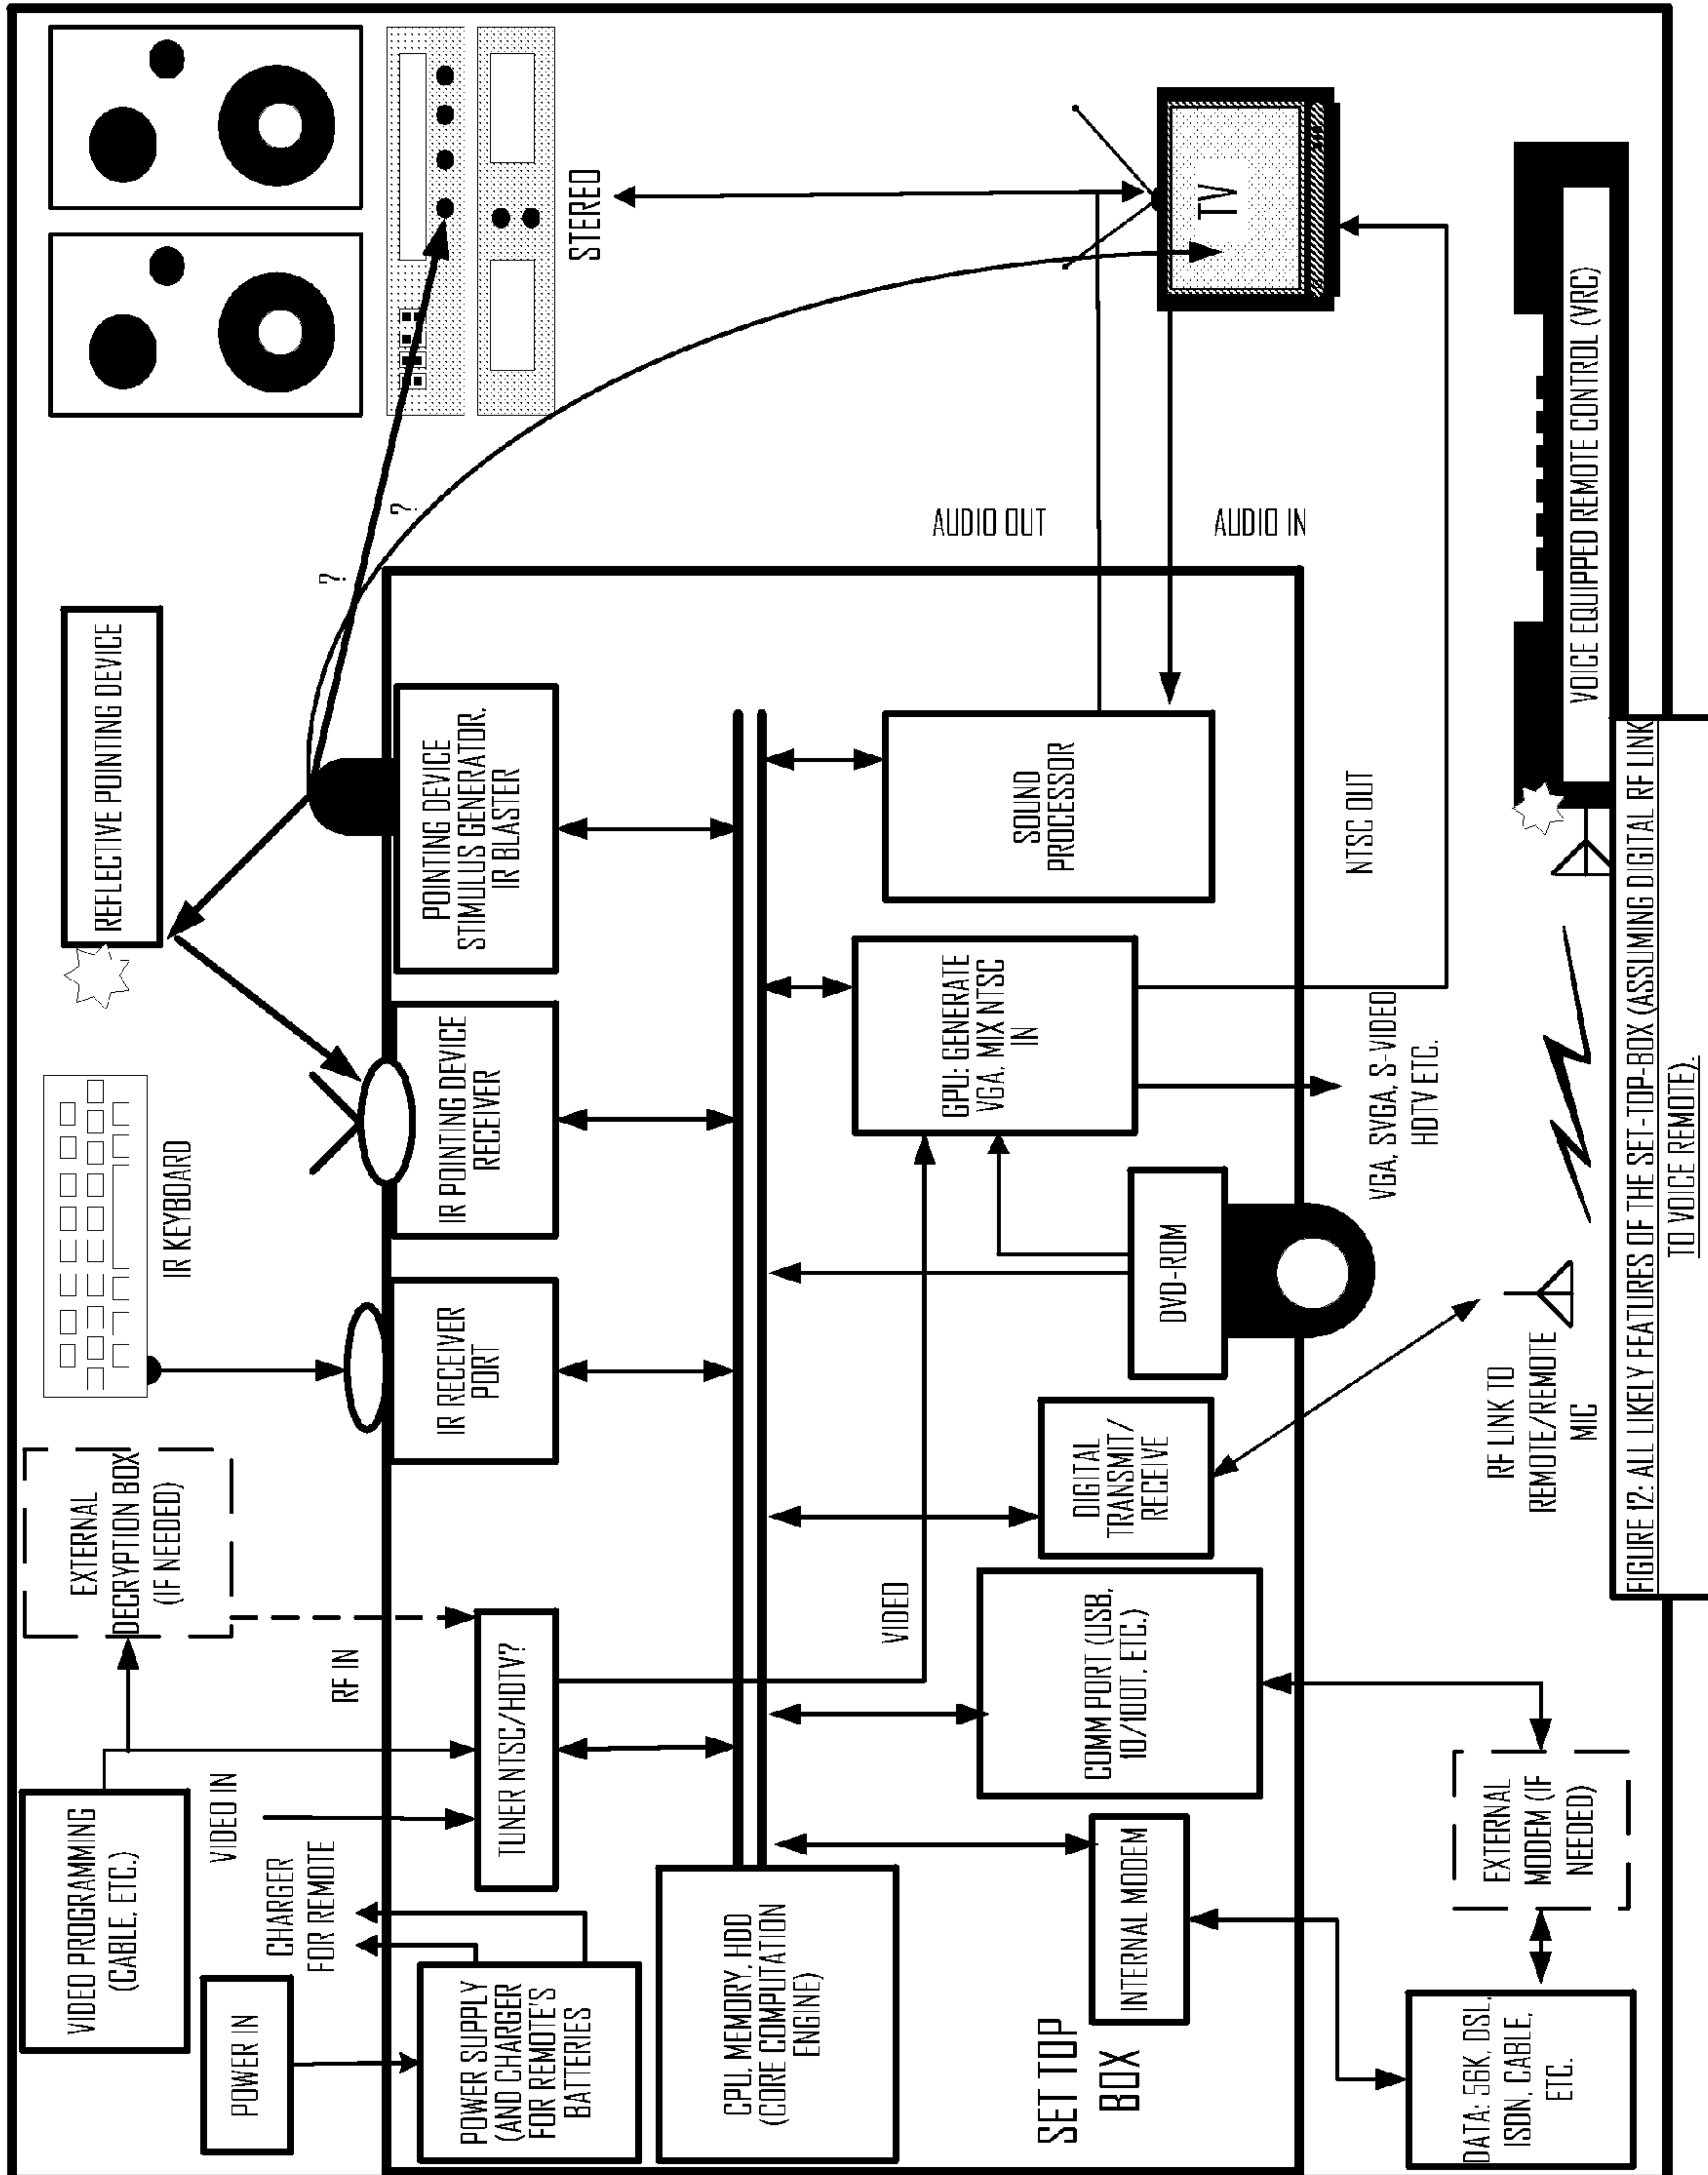 VIDEO PROGRAMMING
(CABLE, ETC.)
EXTERNAL
DECRYPTION BOX
(IF NEEDED)
IR KEYBOARD
REFLECTIVE POINTING DEVICE
POWER IN
VIDEO IN
CHARGER
FOR REMOTE
RF IN
?
?
STEREO
POWER SUPPLY
(AND CHARGER
FOR REMOTE'S
BATTERIES
TUNER NTSC/HDTV?
IR RECEIVER
PORT
IR POINTING DEVICE
RECEIVER
POINTING DEVICE
STIMULUS GENERATOR,
IR BLASTER
CPU, MEMORY, HDD
(CORE COMPUTATION
ENGINE)
VIDEO
AUDIO OUT
AUDIO IN
TV
SET TOP
BOX
INTERNAL MODEM
COMM PORT (USB,
10/100T, ETC.)
DIGITAL
TRANSMIT/
RECEIVE
DVD-ROM
GPU: GENERATE
VGA, MIX NTSC
IN
SOUND
PROCESSOR
NTSC OUT
VGA, SVGA, S-VIDEO
HDTV ETC.
DATA: 56K, DSL,
ISDN, CABLE,
ETC.
EXTERNAL
MODEM (IF
NEEDED)
RF LINK TO
REMOTE/REMOTE
MIC
VOICE EQUIPPED REMOTE CONTROL (VRC)
FIGURE 12: ALL LIKELY FEATURES OF THE SET-TOP-BOX (ASSUMING DIGITAL RF LINK
TO VOICE REMOTE).